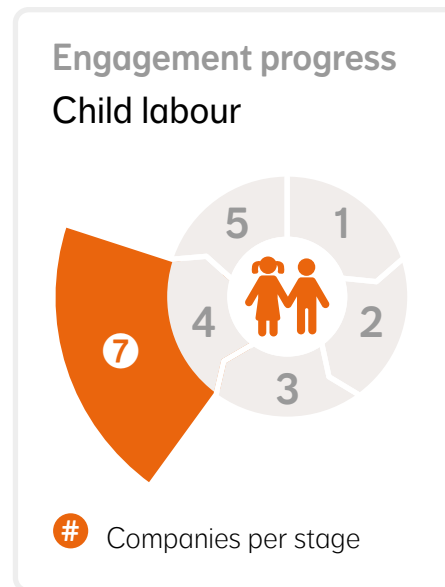 Engagement progress
Child labour
5
1
4
2
3
7
# Companies per stage